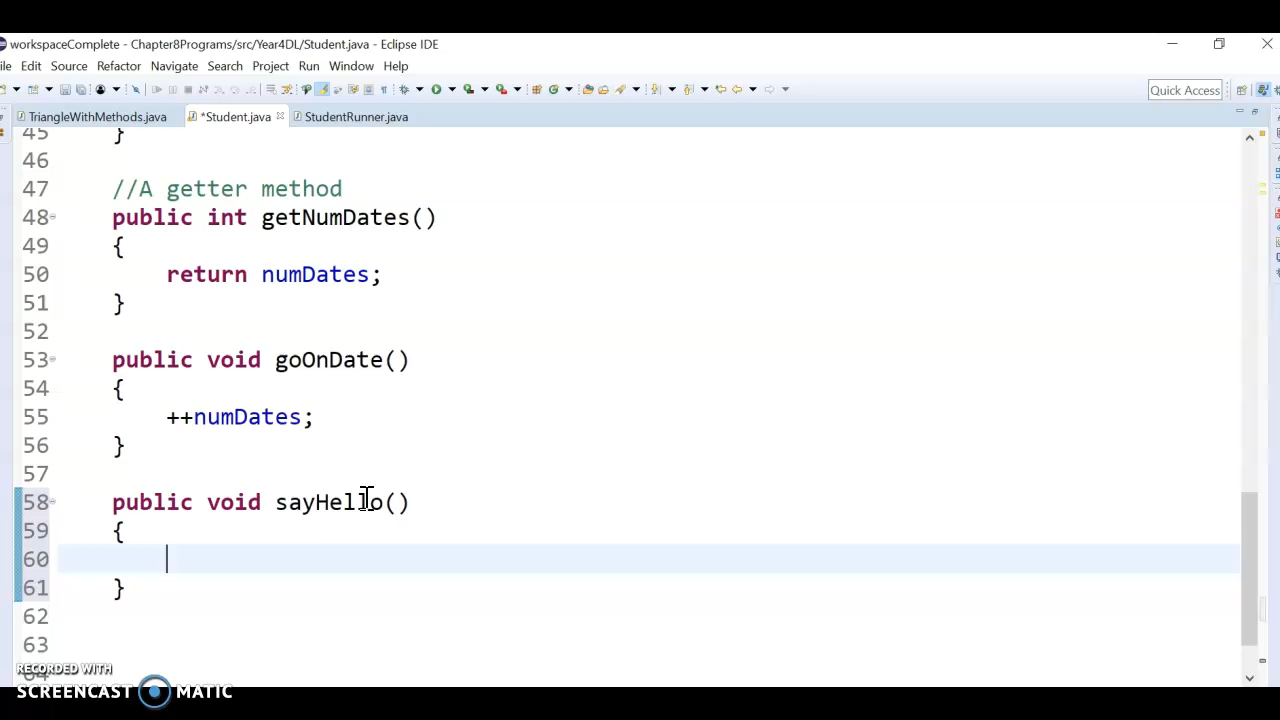 workspaceComplete - Chapter8Programs/src/Year4DL/Student.java - Eclipse IDE
ile Edit Source Refactor Navigate Search Project Run Window Help
Quick Access
TriangleWithMethods.java *Student.java StudentRunner.java
45 }
46
47 //A getter method
48 public int getNumDates()
49 {
50 return numDates;
51 }
52
53 public void goOnDate()
54 {
55 ++numDates;
56 }
57
58 public void sayHello()
59 {
60
61 }
62
63
RECORDED WITH
SCREENCAST MATIC